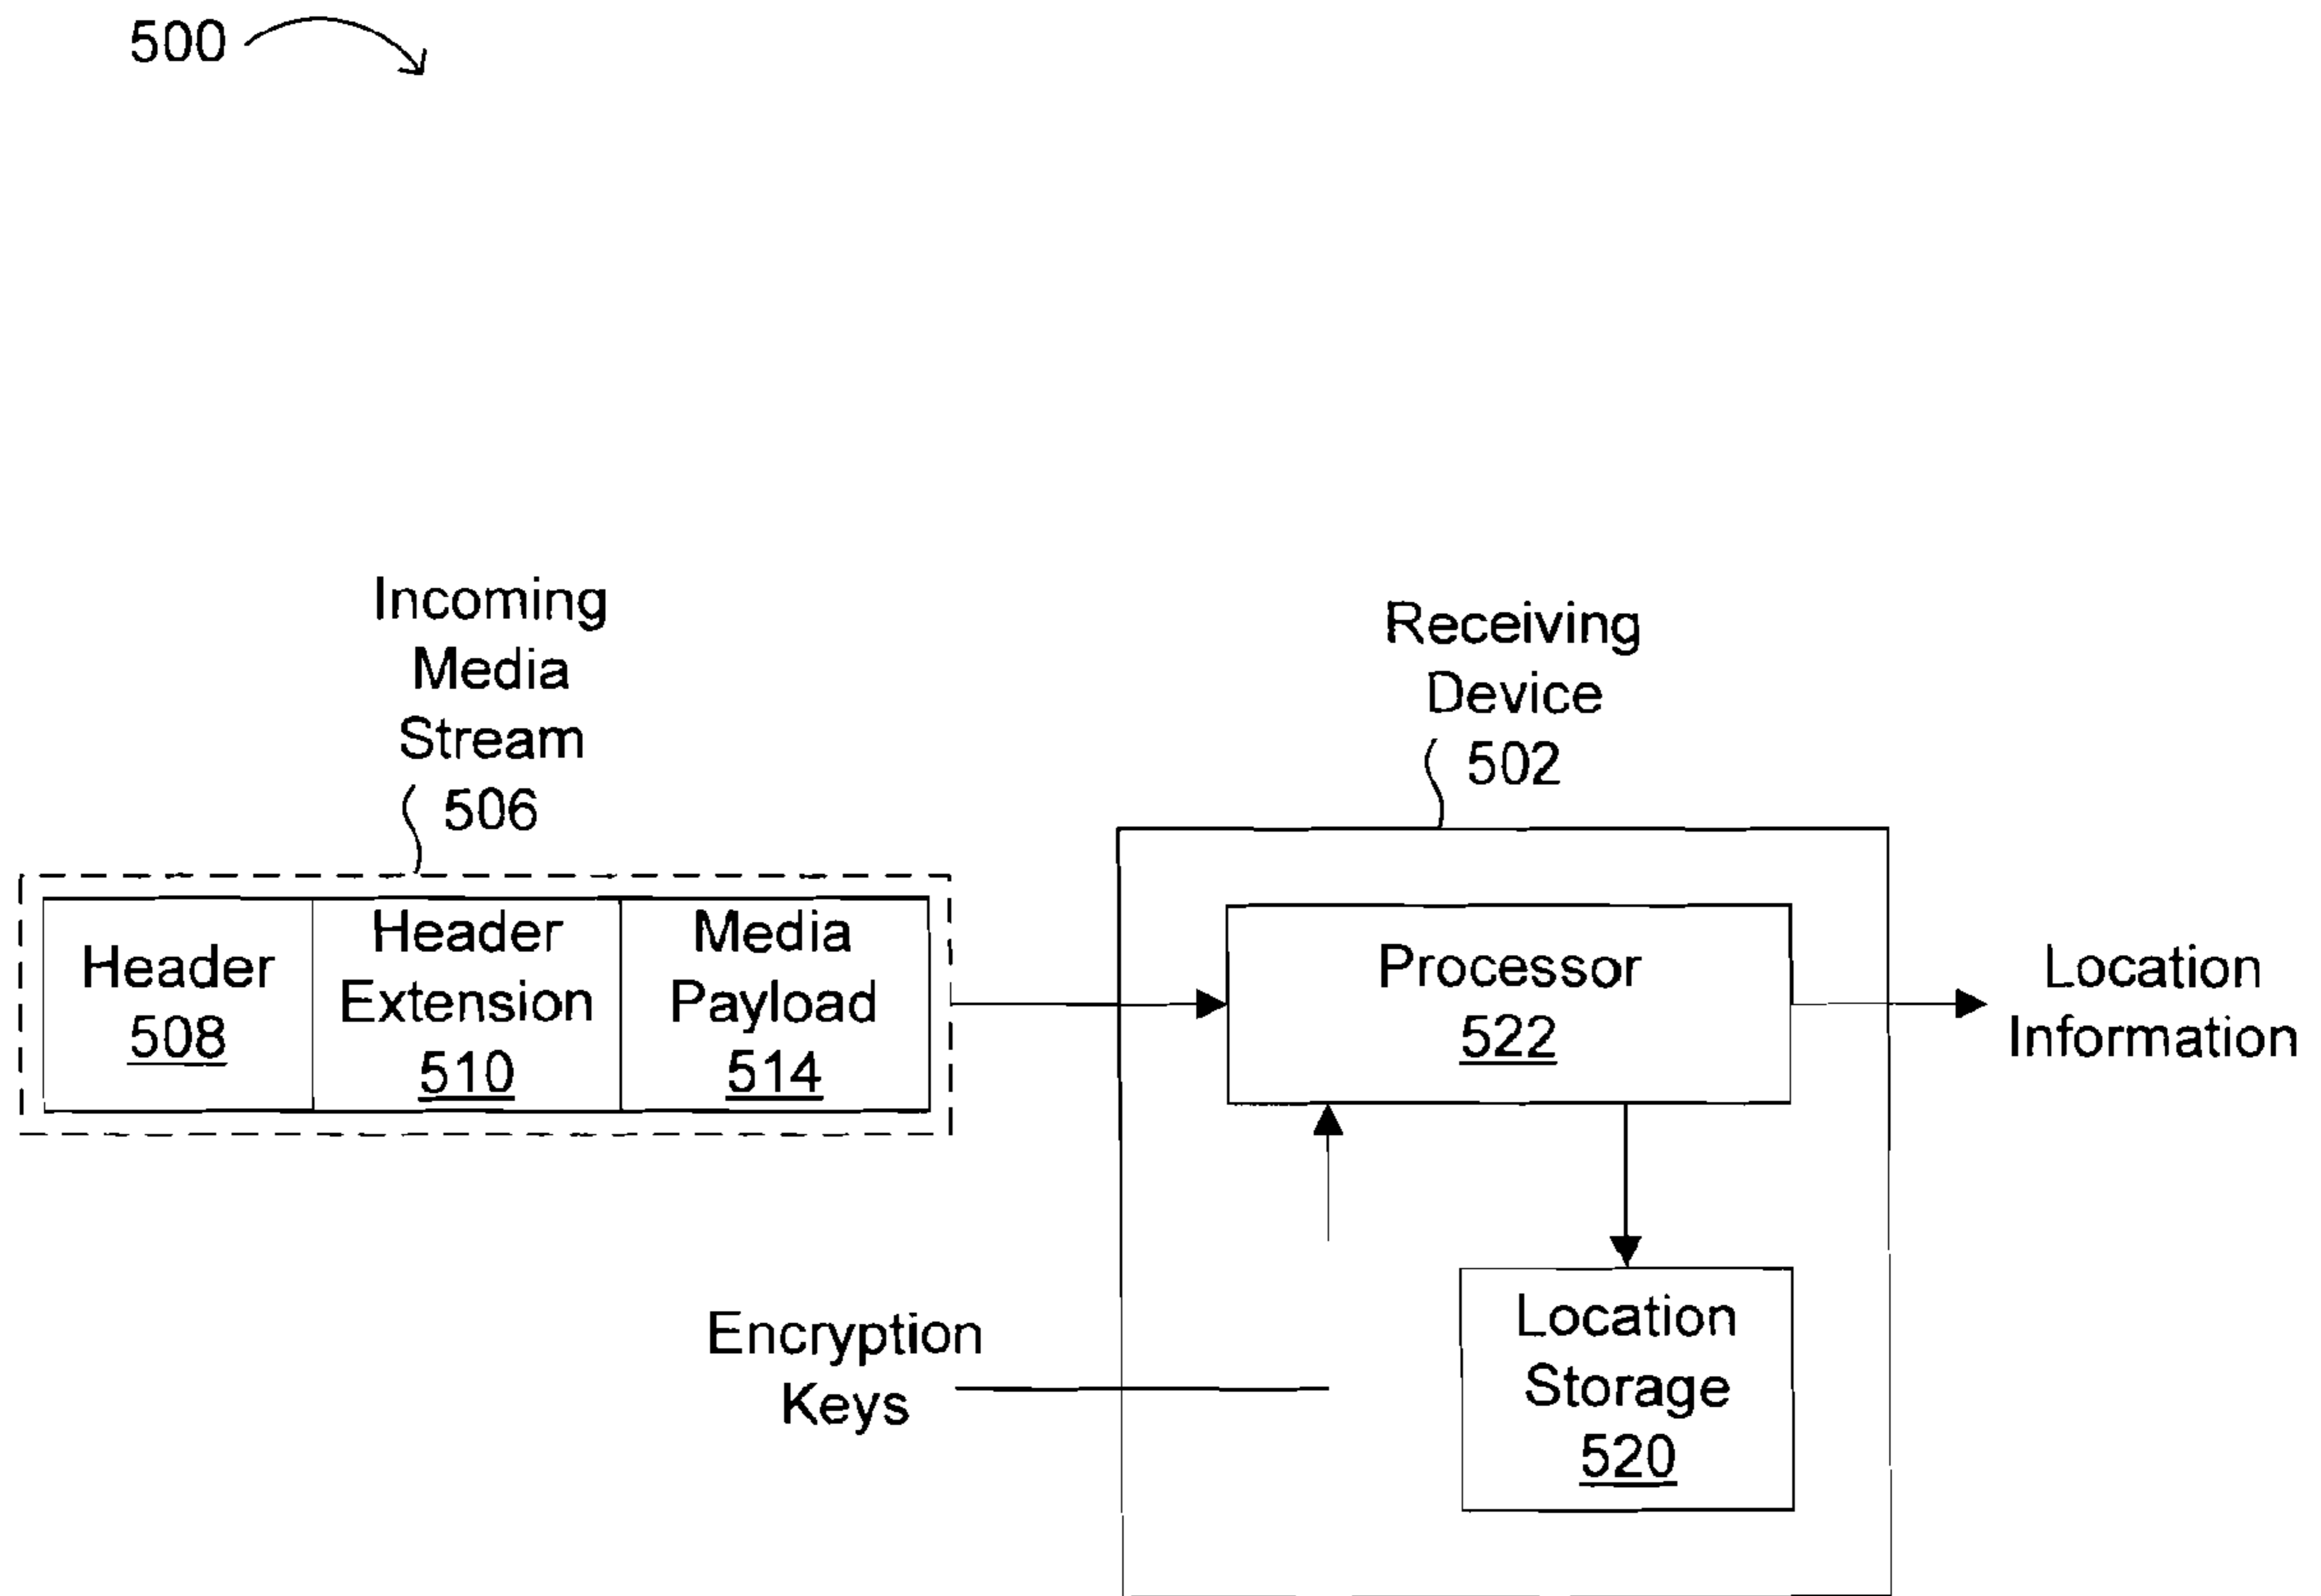 500
Incoming
Media
Stream
506
Receiving
Device
502
Header
508
Header
Extension
510
Media
Payload
514
Processor
522
Location
Information
Encryption
Keys
Location
Storage
520